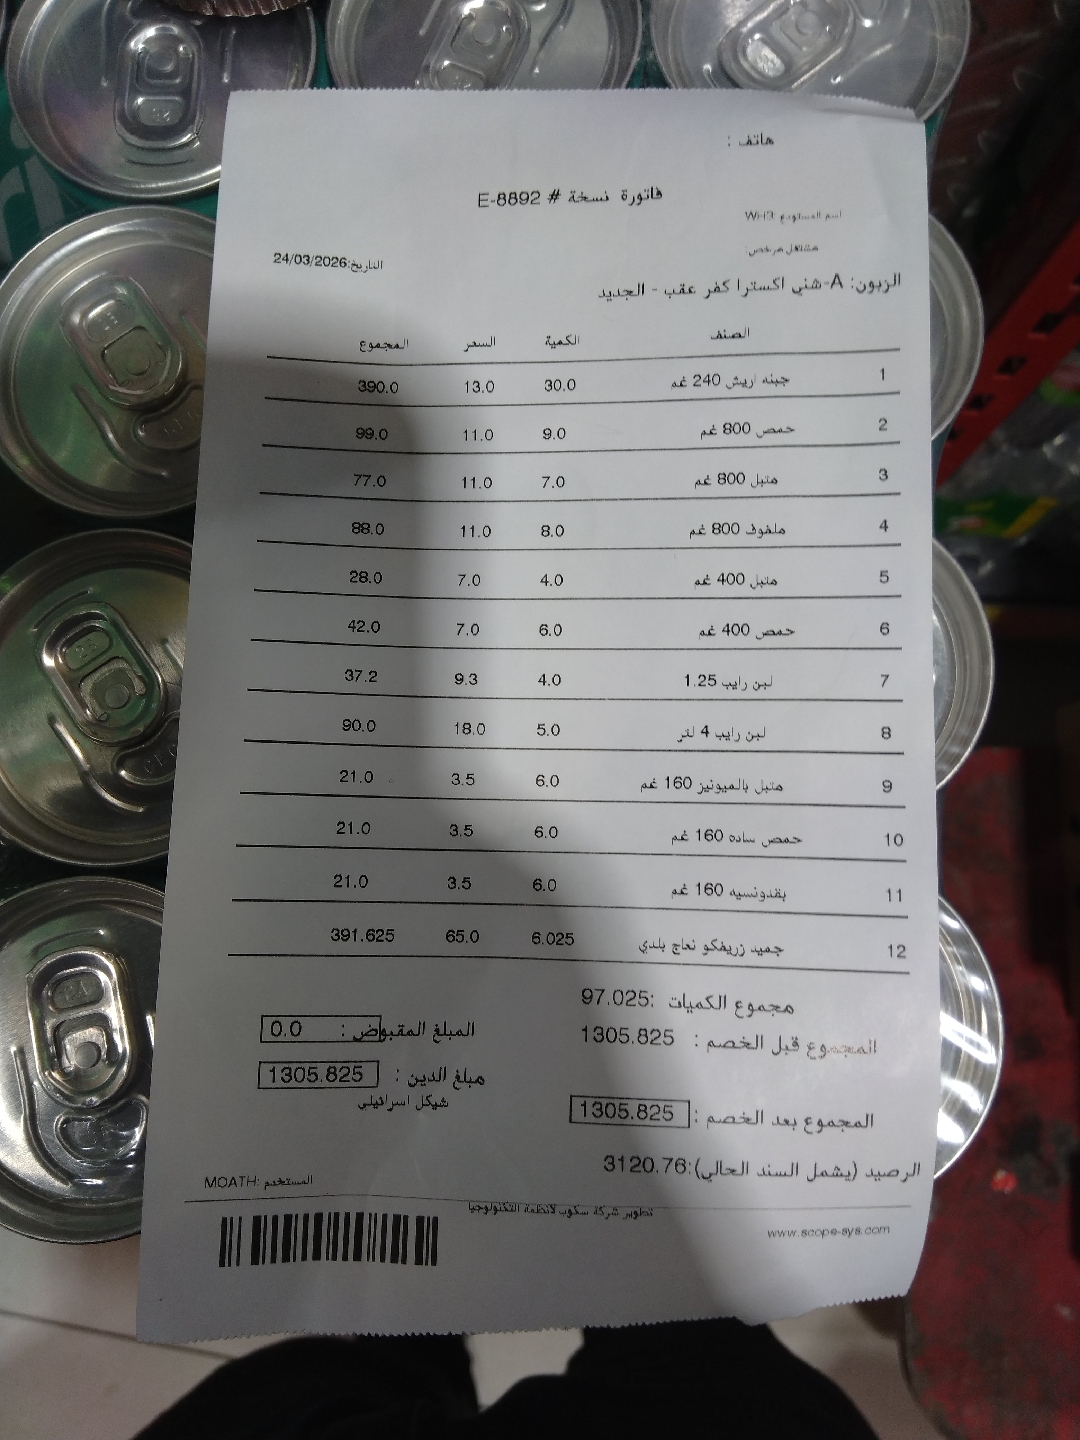 هاتف :
فاتورة نسخة # E-8892
اسم المستودع WH3
مشتغل مرخص:
التاريخ:24/03/2026
الزبون: A-شني اكسترا كفر عقب - الجديد
الصنف الكمية السعر المجموع
1 جبنه اريش 240 غم 30.0 13.0 390.0
2 حمص 800 غم 9.0 11.0 99.0
3 متبل 800 غم 7.0 11.0 77.0
4 ملفوف 800 غم 8.0 11.0 88.0
5 متبل 400 غم 4.0 7.0 28.0
6 حمص 400 غم 6.0 7.0 42.0
7 لبن رايب 1.25 4.0 9.3 37.2
8 لبن رايب 4 لتر 5.0 18.0 90.0
9 متبل بالميونيز 160 غم 6.0 3.5 21.0
10 حمص ساده 160 غم 6.0 3.5 21.0
11 بقدونسيه 160 غم 6.0 3.5 21.0
12 جميد زريفكو نعاج بلدي 6.025 65.0 391.625
مجموع الكميات :97.025
المجموع قبل الخصم : 1305.825
المبلغ المقبوض : 0.0
مبلغ الدين : 1305.825
شيكل اسرائيلي
المجموع بعد الخصم : 1305.825
الرصيد (يشمل السند الحالي):3120.76
المستخدم :MOATH
تطوير شركة سكوب لانظمة التكنولوجيا
www.scope-sys.com